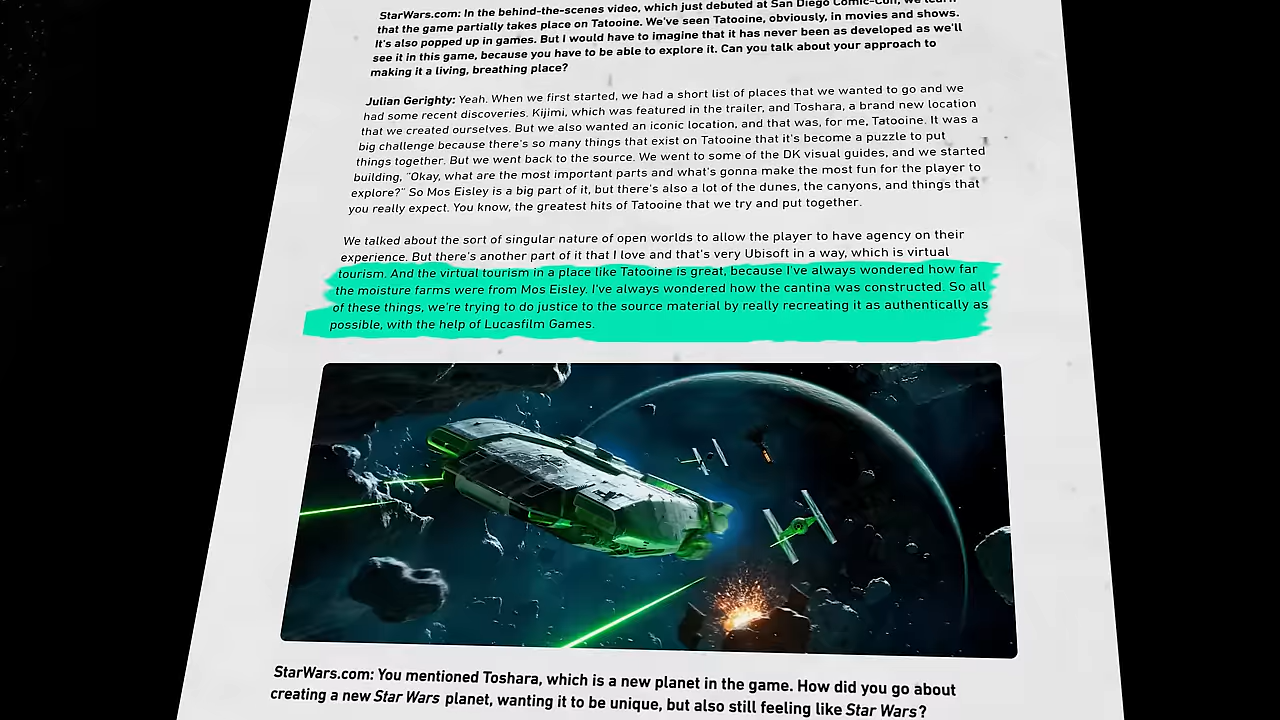 StarWars.com: In the behind-the-scenes video, which just debuted at San Diego Comic-Con, we learn
that the game partially takes place on Tatooine. We've seen Tatooine, obviously, in movies and shows.
It's also popped up in games. But I would have to imagine that it has never been as developed as we'll
see it in this game, because you have to be able to explore it. Can you talk about your approach to
making it a living, breathing place?
Julian Gerighty: Yeah. When we first started, we had a short list of places that we wanted to go and we
had some recent discoveries. Kijimi, which was featured in the trailer, and Toshara, a brand new location
that we created ourselves. But we also wanted an iconic location, and that was, for me, Tatooine. It was a
big challenge because there's so many things that exist on Tatooine that it's become a puzzle to put
things together. But we went back to the source. We went to some of the DK visual guides, and we started
building, "Okay, what are the most important parts and what's gonna make the most fun for the player to
explore?" So Mos Eisley is a big part of it, but there's also a lot of the dunes, the canyons, and things that
you really expect. You know, the greatest hits of Tatooine that we try and put together.
We talked about the sort of singular nature of open worlds to allow the player to have agency on their
experience. But there's another part of it that I love and that's very Ubisoft in a way, which is virtual
tourism. And the virtual tourism in a place like Tatooine is great, because I've always wondered how far
the moisture farms were from Mos Eisley. I've always wondered how the cantina was constructed. So all
of these things, we're trying to do justice to the source material by really recreating it as authentically as
possible, with the help of Lucasfilm Games.
StarWars.com: You mentioned Toshara, which is a new planet in the game. How did you go about
creating a new Star Wars planet, wanting it to be unique, but also still feeling like Star Wars?